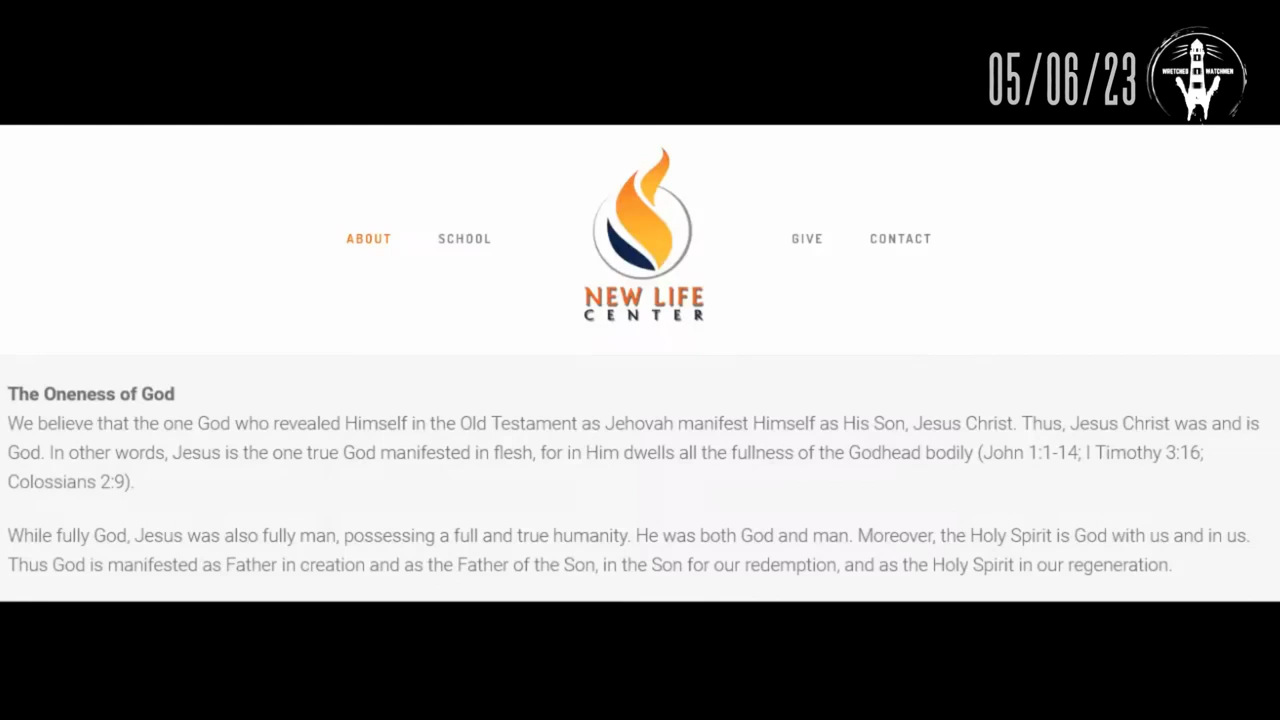 05/06/23
WRETCHED WATCHMEN
ABOUT
SCHOOL
NEW LIFE
CENTER
GIVE
CONTACT
The Oneness of God
We believe that the one God who revealed Himself in the Old Testament as Jehovah manifest Himself as His Son, Jesus Christ. Thus, Jesus Christ was and is
God. In other words, Jesus is the one true God manifested in flesh, for in Him dwells all the fullness of the Godhead bodily (John 1:1-14; I Timothy 3:16;
Colossians 2:9).
While fully God, Jesus was also fully man, possessing a full and true humanity. He was both God and man. Moreover, the Holy Spirit is God with us and in us.
Thus God is manifested as Father in creation and as the Father of the Son, in the Son for our redemption, and as the Holy Spirit in our regeneration.